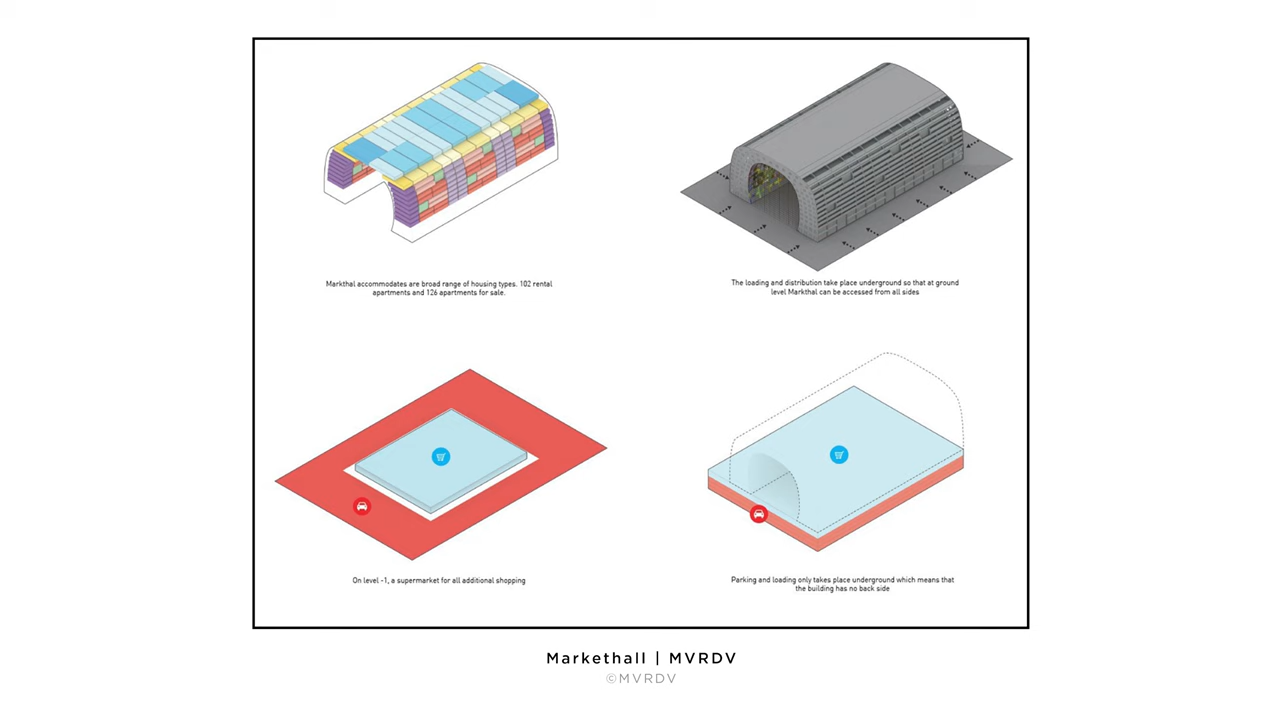 Markthal accommodates are broad range of housing types. 102 rental
apartments and 126 apartments for sale.
The loading and distribution take place underground so that at ground
level Markthal can be accessed from all sides
On level -1, a supermarket for all additional shopping
Parking and loading only takes place underground which means that
the building has no back side
Markethall | MVRDV
©MVRDV